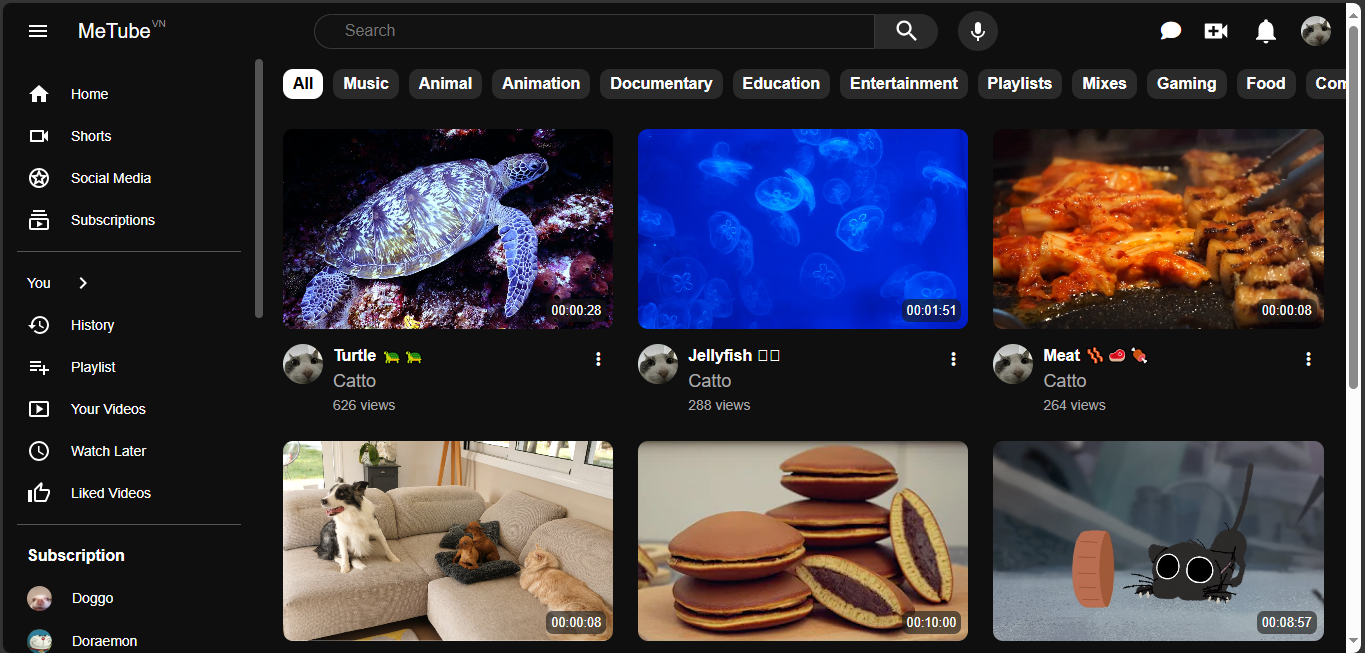 MeTube VN
Search
Home
Shorts
Social Media
Subscriptions
You
History
Playlist
Your Videos
Watch Later
Liked Videos
Subscription
Doggo
Doraemon
All Music Animal Animation Documentary Education Entertainment Playlists Mixes Gaming Food Com
00:00:28
00:01:51
00:00:08
Turtle 🐢 🐢
Catto
626 views
Jellyfish
Catto
288 views
Meat 🥓 🥩 🍖
Catto
264 views
00:00:08
00:10:00
00:08:57